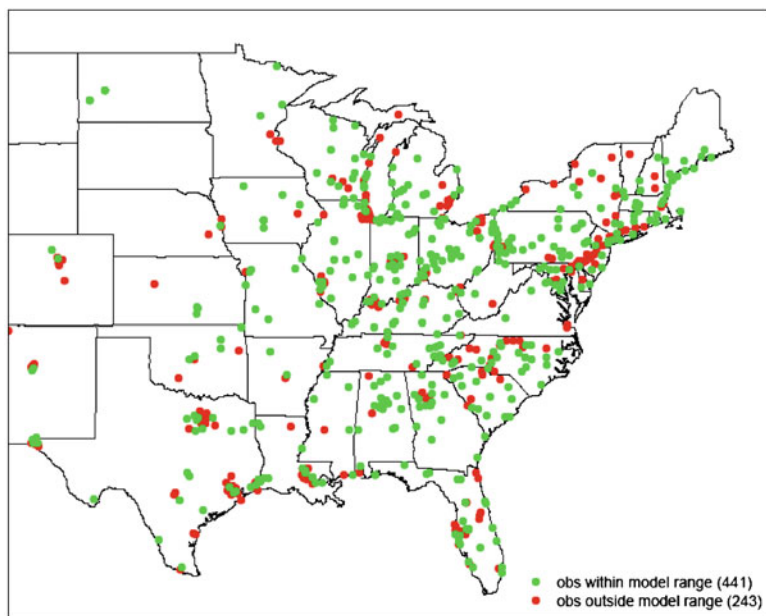 obs within model range (441)
obs outside model range (243)